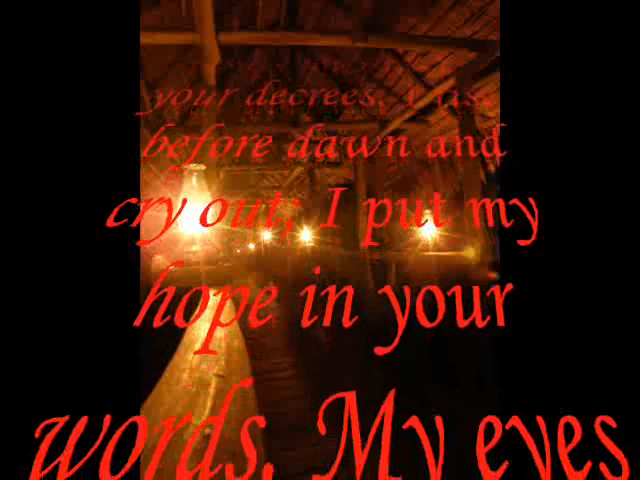 your decrees. I rise
before dawn and
cry out; I put my
hope in your
words. My eyes